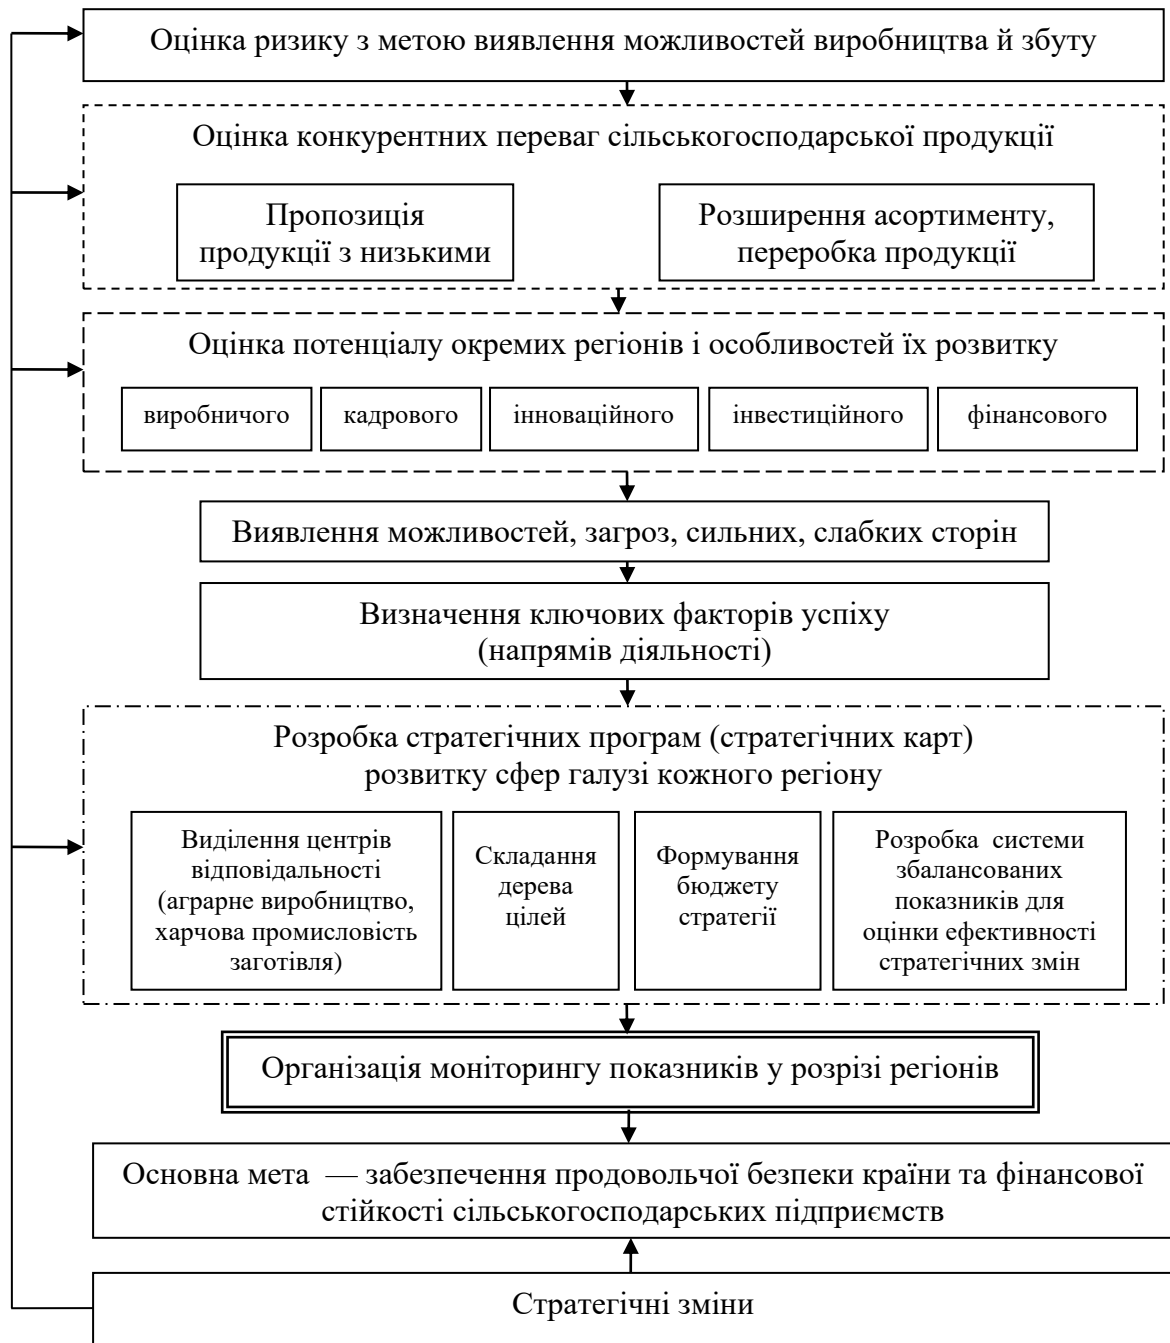 Оцінка ризику з метою виявлення можливостей виробництва й збуту
Оцінка конкурентних переваг сільськогосподарської продукції
Пропозиція
продукції з низькими
Розширення асортименту,
переробка продукції
Оцінка потенціалу окремих регіонів і особливостей їх розвитку
виробничого
кадрового
інноваційного
інвестиційного
фінансового
Виявлення можливостей, загроз, сильних, слабких сторін
Визначення ключових факторів успіху
(напрямів діяльності)
Розробка стратегічних програм (стратегічних карт)
розвитку сфер галузі кожного регіону
Виділення центрів
відповідальності
(аграрне виробництво,
харчова промисловість
заготівля)
Складання
дерева
цілей
Формування
бюджету
стратегії
Розробка системи
збалансованих
показників для
оцінки ефективності
стратегічних змін
Організація моніторингу показників у розрізі регіонів
Основна мета — забезпечення продовольчої безпеки країни та фінансової
стійкості сільськогосподарських підприємств
Стратегічні зміни